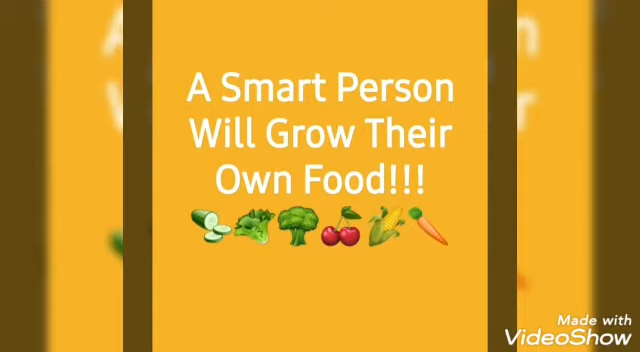 A Smart Person
Will Grow Their
Own Food!!!
🥒🥬🥦🍒🌽🥕
Made with
VideoShow